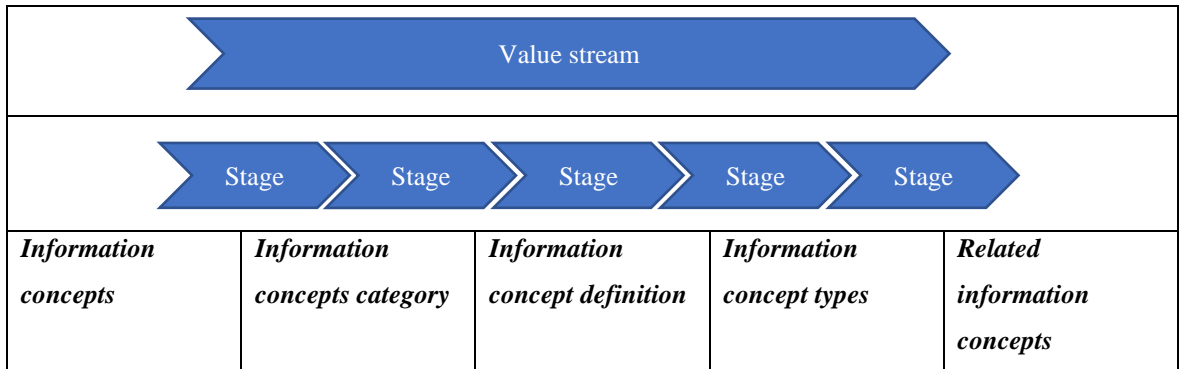 Value stream
Stage Stage Stage Stage Stage
Information
concepts
Information
concepts category
Information
concept definition
Information
concept types
Related
information
concepts